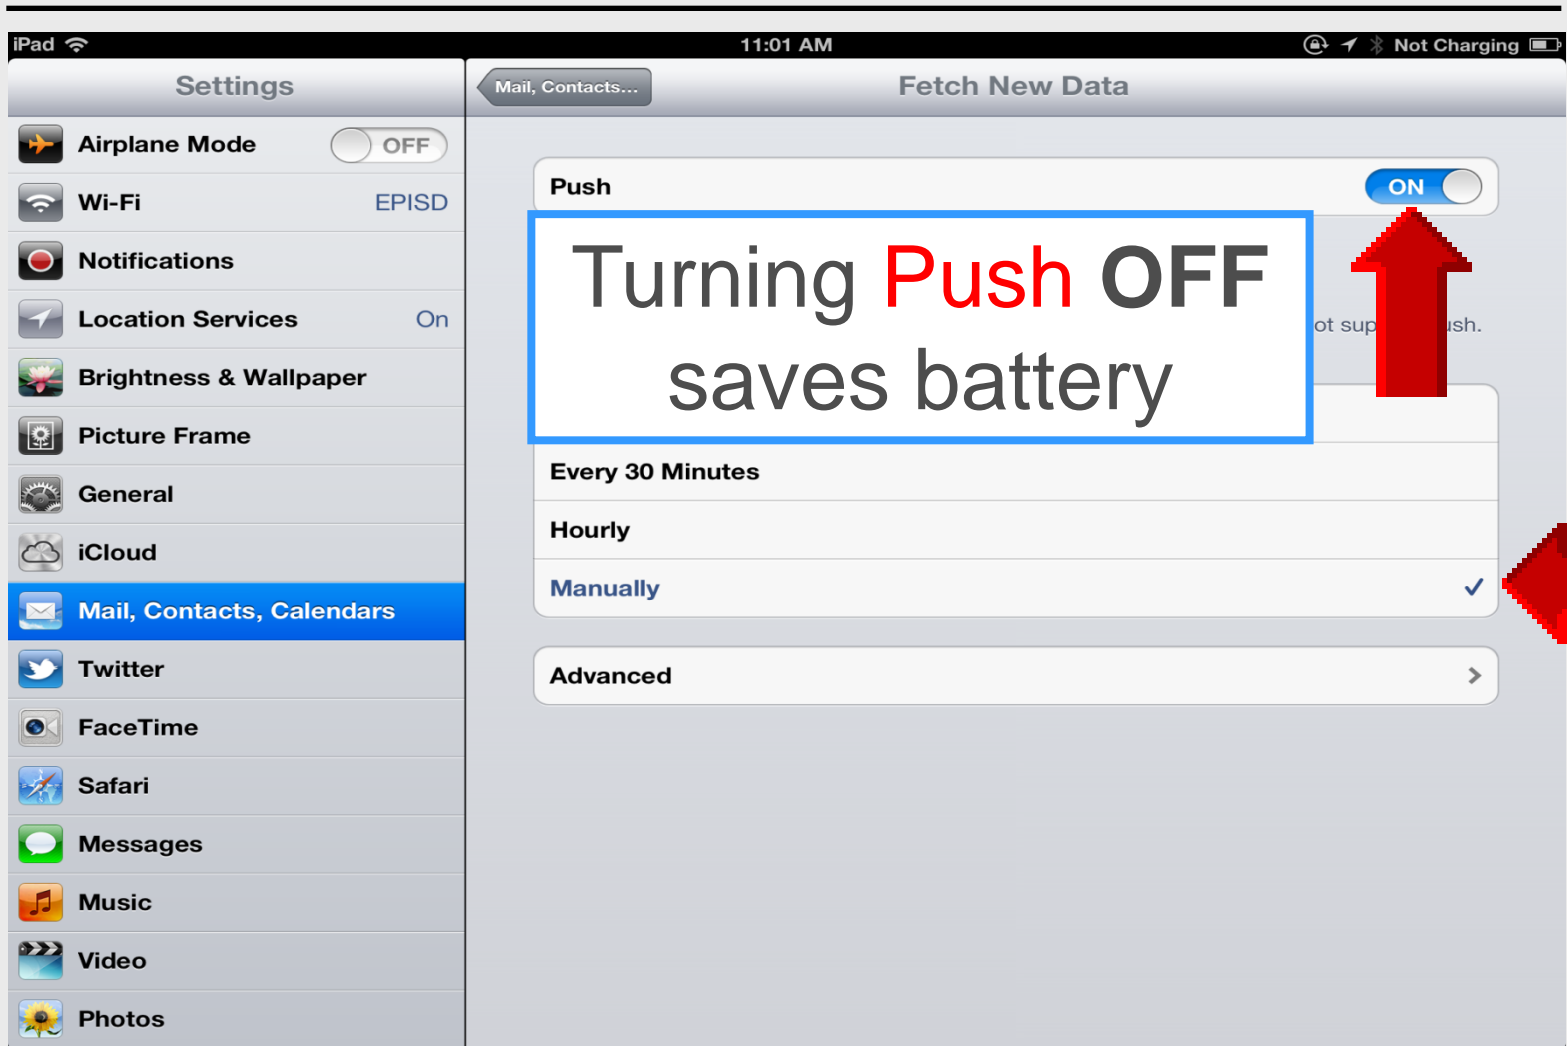 iPad 11:01 AM Not Charging
Settings
Mail, Contacts... Fetch New Data
Airplane Mode OFF
Wi-Fi EPISD
Notifications
Location Services On
Brightness & Wallpaper
Picture Frame
General
iCloud
Mail, Contacts, Calendars
Twitter
FaceTime
Safari
Messages
Music
Video
Photos
Push ON
Turning Push OFF
saves battery
Every 30 Minutes
Hourly
Manually
Advanced